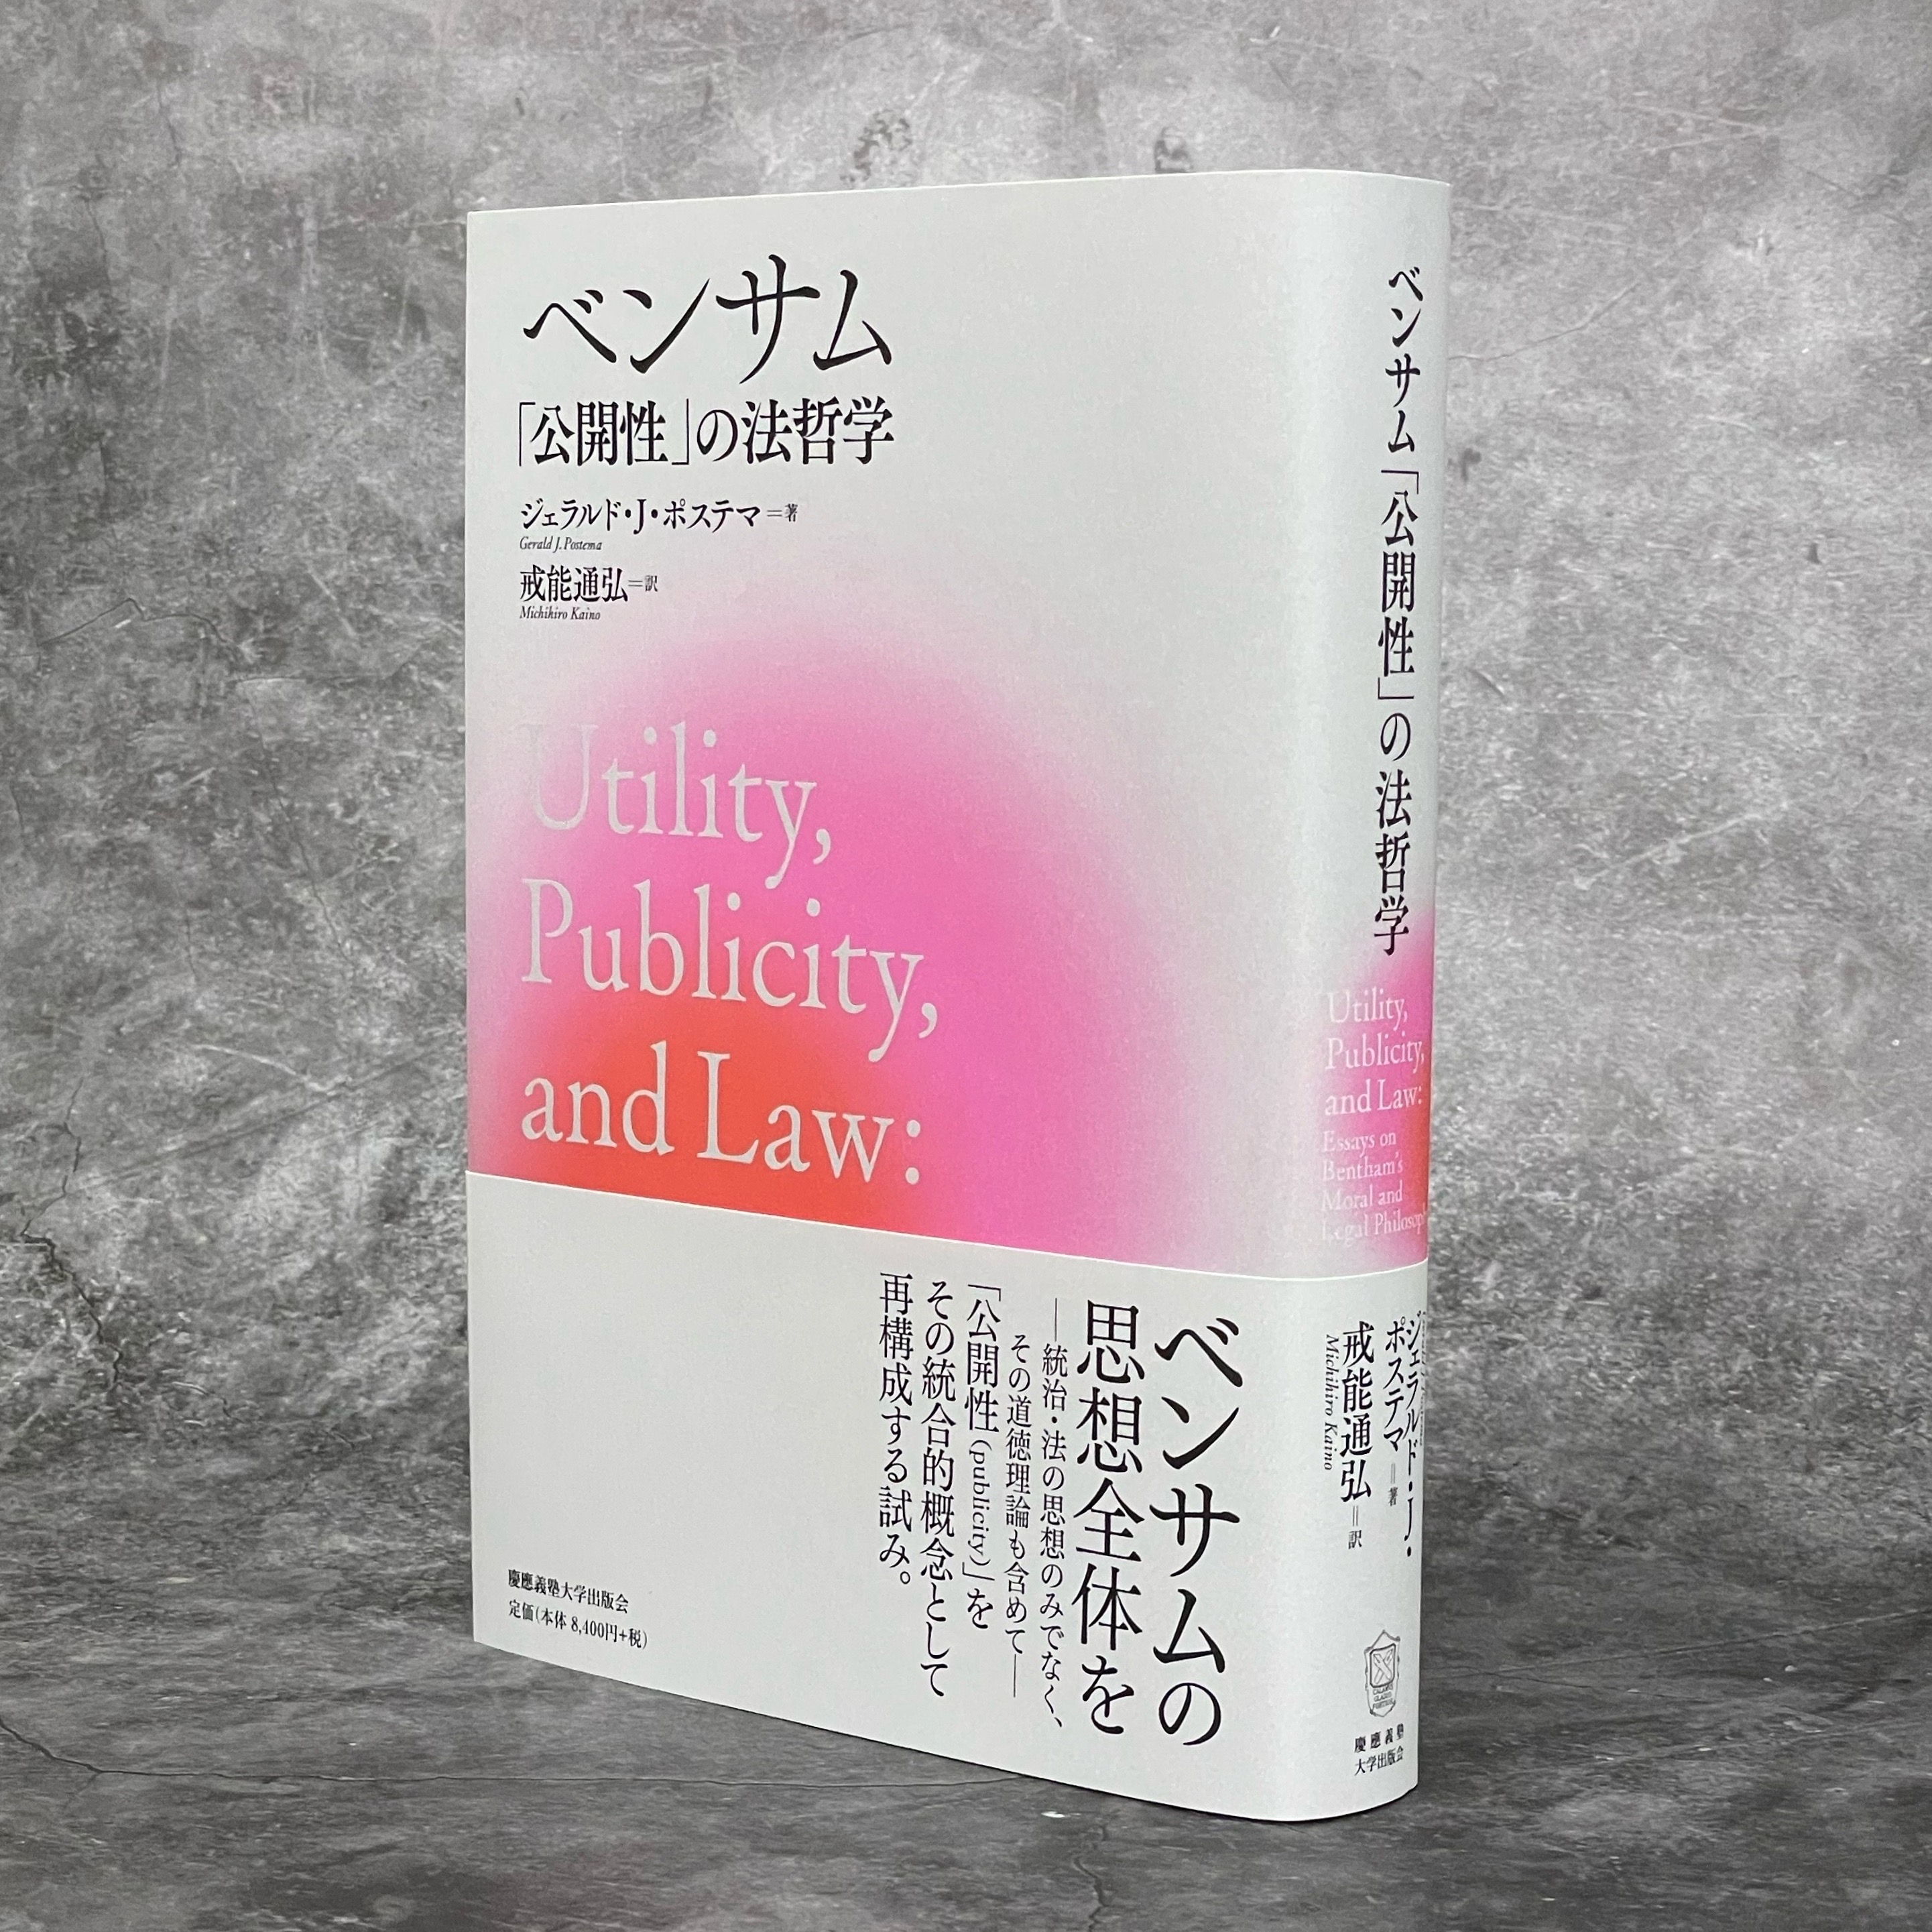 ベンサム
「公開性」の法哲学
ジェラルド・J・ポステマ=著
Gerald J. Postema
戒能通弘=訳
Michihiro Kaino
Utility,
Publicity,
and Law:
ベンサムの
思想全体を
―統治・法の思想のみでなく、
その道徳理論も含めて―
「公開性(publicity)」を
その統合的概念として
再構成する試み。
慶應義塾大学出版会
定価(本体 8,400円+税)
ベンサム「公開性」の法哲学
Utility,
Publicity,
and Law:
Essays on
Bentham's
Moral and
Legal
ジェラルド・J・
ポステマ=著
戒能通弘=訳
Michihiro Kaino
慶應義塾
大学出版会